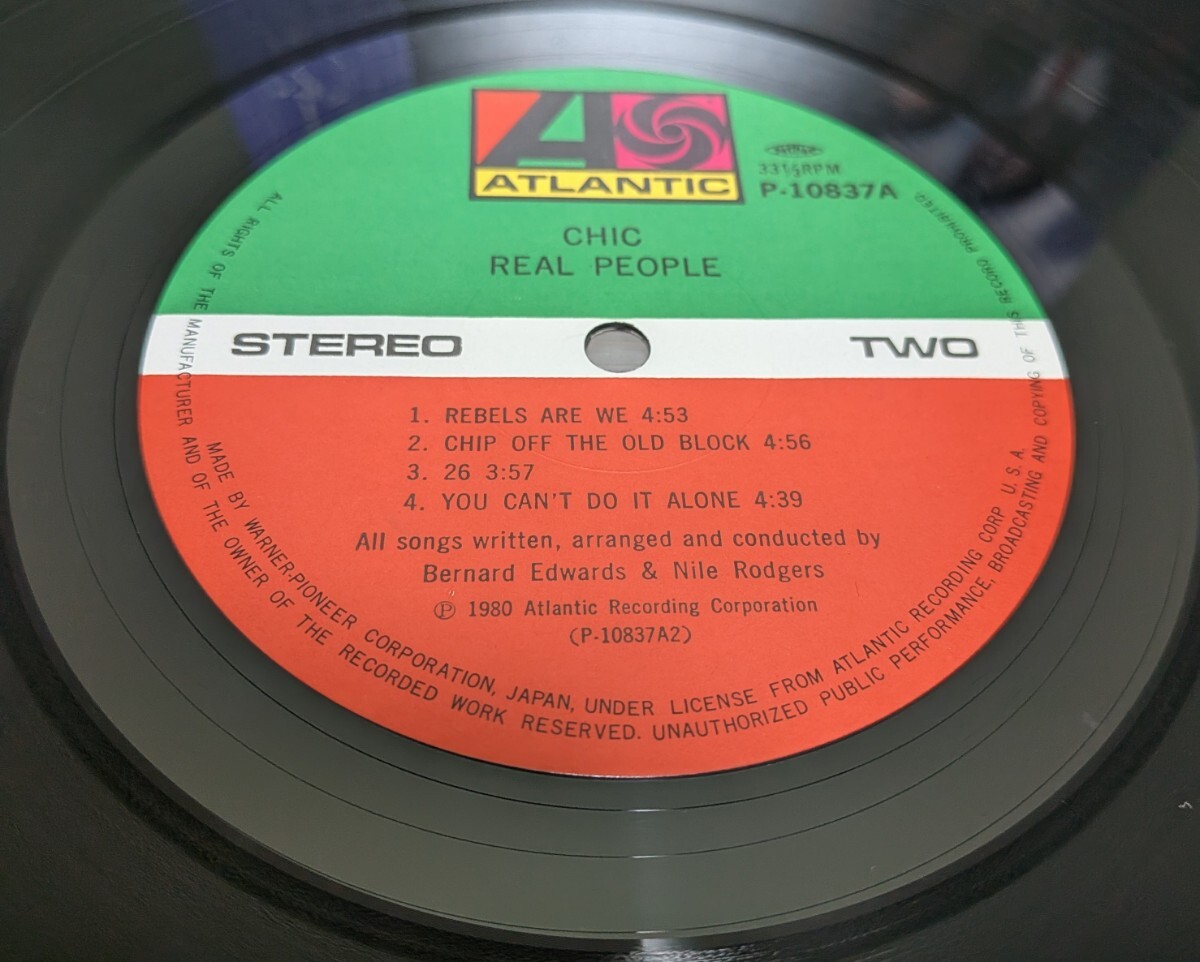 ATLANTIC
33⅓RPM
P-10837A
CHIC
REAL PEOPLE
STEREO
TWO
1. REBELS ARE WE 4:53
2. CHIP OFF THE OLD BLOCK 4:56
3. 26 3:57
4. YOU CAN'T DO IT ALONE 4:39
All songs written, arranged and conducted by
Bernard Edwards & Nile Rodgers
Ⓟ 1980 Atlantic Recording Corporation
(P-10837A2)
MADE BY WARNER-PIONEER CORPORATION, JAPAN, UNDER LICENSE FROM ATLANTIC RECORDING CORP U.S.A.
ALL RIGHTS OF THE MANUFACTURER AND OF THE OWNER OF THE RECORDED WORK RESERVED. UNAUTHORIZED PUBLIC PERFORMANCE, BROADCASTING AND COPYING OF THIS RECORD PROHIBITED.